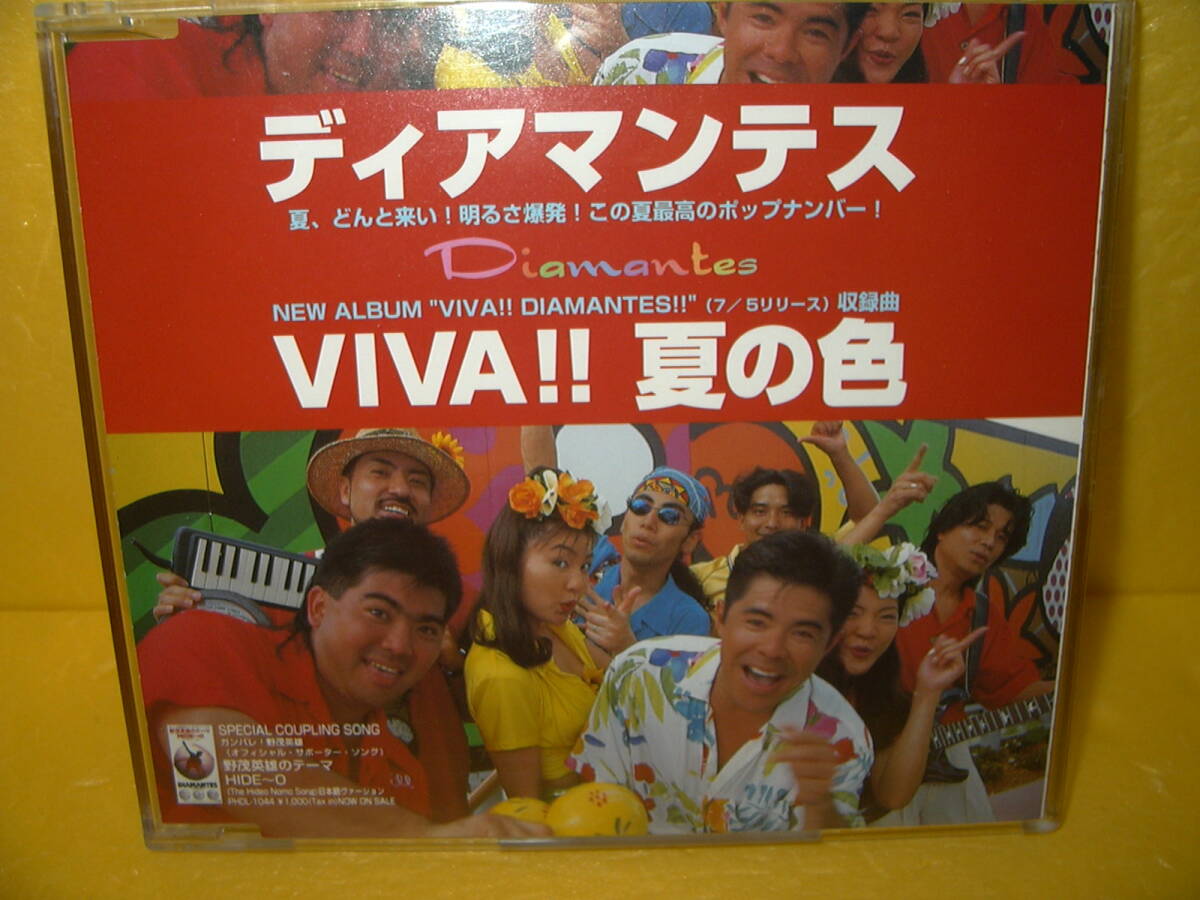 ディアマンテス
夏、どんと来い！明るさ爆発！この夏最高のポップナンバー！
Diamantes
NEW ALBUM "VIVA!! DIAMANTES!!" (7/5リリース) 収録曲
VIVA!! 夏の色
SPECIAL COUPLING SONG
ガンバレ！野茂英雄
(オフィシャル・サポーター・ソング)
野茂英雄のテーマ
HIDE〜O
(The Hideo Nomo Song)日本語ヴァージョン
PHDL-1044 ¥1,000(Tax in)NOW ON SALE
DIAMANTES